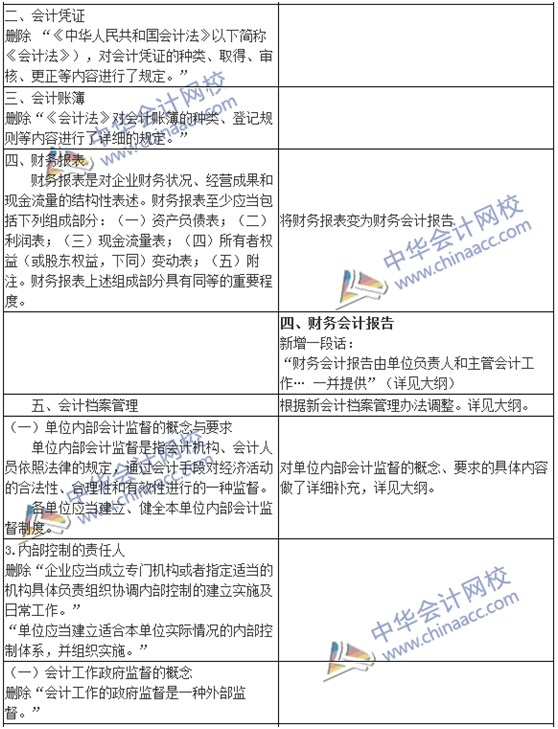 二、会计凭证
删除 “《中华人民共和国会计法》以下简称
《会计法》），对会计凭证的种类、取得、审
核、更正等内容进行了规定。”
三、会计账簿
删除“《会计法》对会计账簿的种类、登记规
则等内容进行了详细的规定。”
四、财务报表
财务报表是对企业财务状况、经营成果和
现金流量的结构性表述。财务报表至少应当包
括下列组成部分：（一）资产负债表；（二）
利润表；（三）现金流量表；（四）所有者权
益（或股东权益，下同）变动表；（五）附
注。财务报表上述组成部分具有同等的重要程
度。
将财务报表变为财务会计报告
四、财务会计报告
新增一段话：
“财务会计报告由单位负责人和主管会计工
作… 一并提供”（详见大纲）
五、会计档案管理
根据新会计档案管理办法调整。详见大纲。
（一）单位内部会计监督的概念与要求
单位内部会计监督是指会计机构、会计人
员依照法律的规定，通过会计手段对经济活动
的合法性、合理性和有效性进行的一种监督。
各单位应当建立、健全本单位内部会计监
督制度。
对单位内部会计监督的概念、要求的具体内容
做了详细补充，详见大纲。
3.内部控制的责任人
删除“企业应当成立专门机构或者指定适当的
机构具体负责组织协调内部控制的建立实施及
日常工作。”
“单位应当建立适合本单位实际情况的内部控
制体系，并组织实施。”
（一）会计工作政府监督的概念
删除“会计工作的政府监督是一种外部监
督。”
中华会计网校
www.chinaacc.com
中华会计网校
www.chinaacc.com
中华会计网校
www.chinaacc.com
中华会计网校
www.chinaacc.com